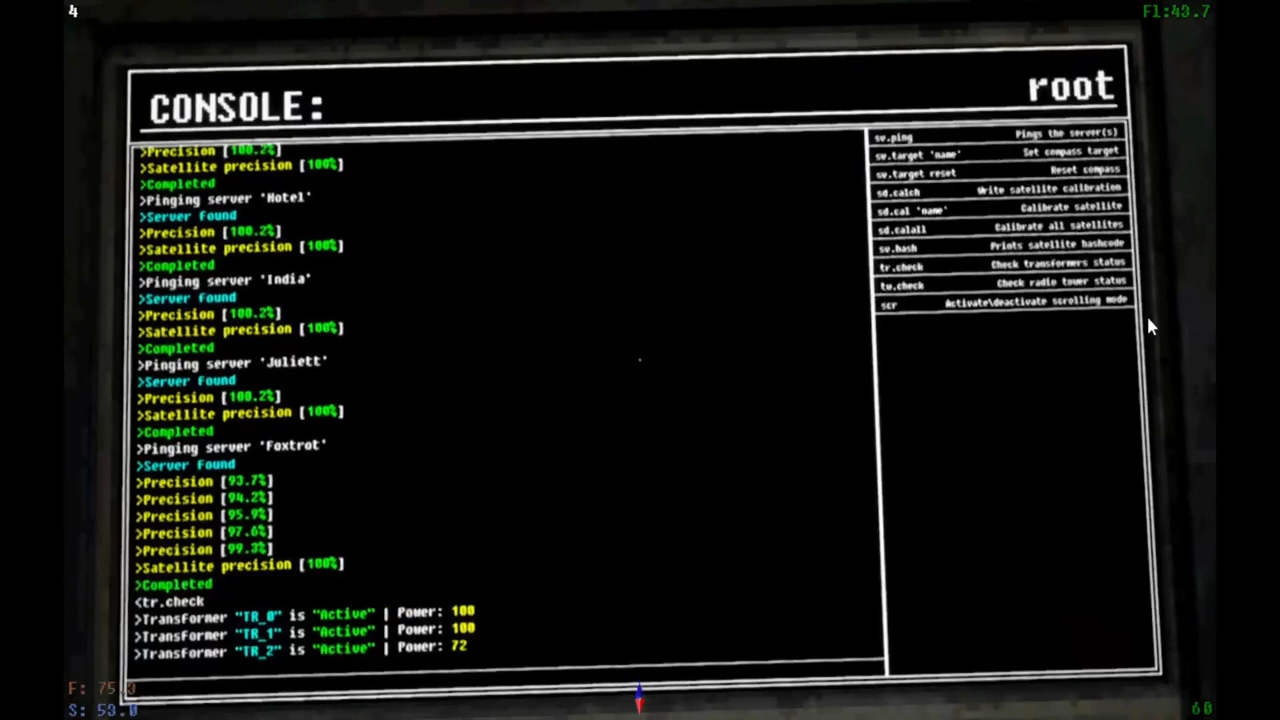 4
F1:43.7
CONSOLE:
root
>Precision [100.2%]
>Satellite precision [100%]
>Completed
>Pinging server 'Hotel'
>Server Found
>Precision [100.2%]
>Satellite precision [100%]
>Completed
>Pinging server 'India'
>Server Found
>Precision [100.2%]
>Satellite precision [100%]
>Completed
>Pinging server 'Juliett'
>Server Found
>Precision [100.2%]
>Satellite precision [100%]
>Completed
>Pinging server 'Foxtrot'
>Server Found
>Precision [93.7%]
>Precision [94.2%]
>Precision [95.9%]
>Precision [97.6%]
>Precision [99.3%]
>Satellite precision [100%]
>Completed
<tr.check
>Transformer "TR_0" is "Active" | Power: 100
>Transformer "TR_1" is "Active" | Power: 100
>Transformer "TR_2" is "Active" | Power: 72
sv.ping Pings the server(s)
sv.target 'name' Set compass target
sv.target reset Reset compass
sd.calch Write satellite calibration
sd.cal 'name' Calibrate satellite
sd.calall Calibrate all satellites
sv.hash Prints satellite hashcode
tr.check Check transformers status
tw.check Check radio tower status
scr Activate\deactivate scrolling mode
F: 75.0
S: 53.0
60